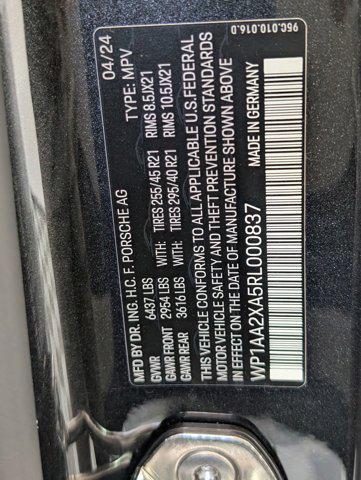 95C.010.016.D
MFD BY DR. ING. H.C. F. PORSCHE AG 04/24
TYPE: MPV
GVWR 6437 LBS
GAWR FRONT 2954 LBS WITH: TIRES 255/45 R21 RIMS 8.5JX21
GAWR REAR 3616 LBS WITH: TIRES 295/40 R21 RIMS 10.5JX21
THIS VEHICLE CONFORMS TO ALL APPLICABLE U.S.FEDERAL
MOTOR VEHICLE SAFETY AND THEFT PREVENTION STANDARDS
IN EFFECT ON THE DATE OF MANUFACTURE SHOWN ABOVE
WP1AA2XA5RL000837 MADE IN GERMANY